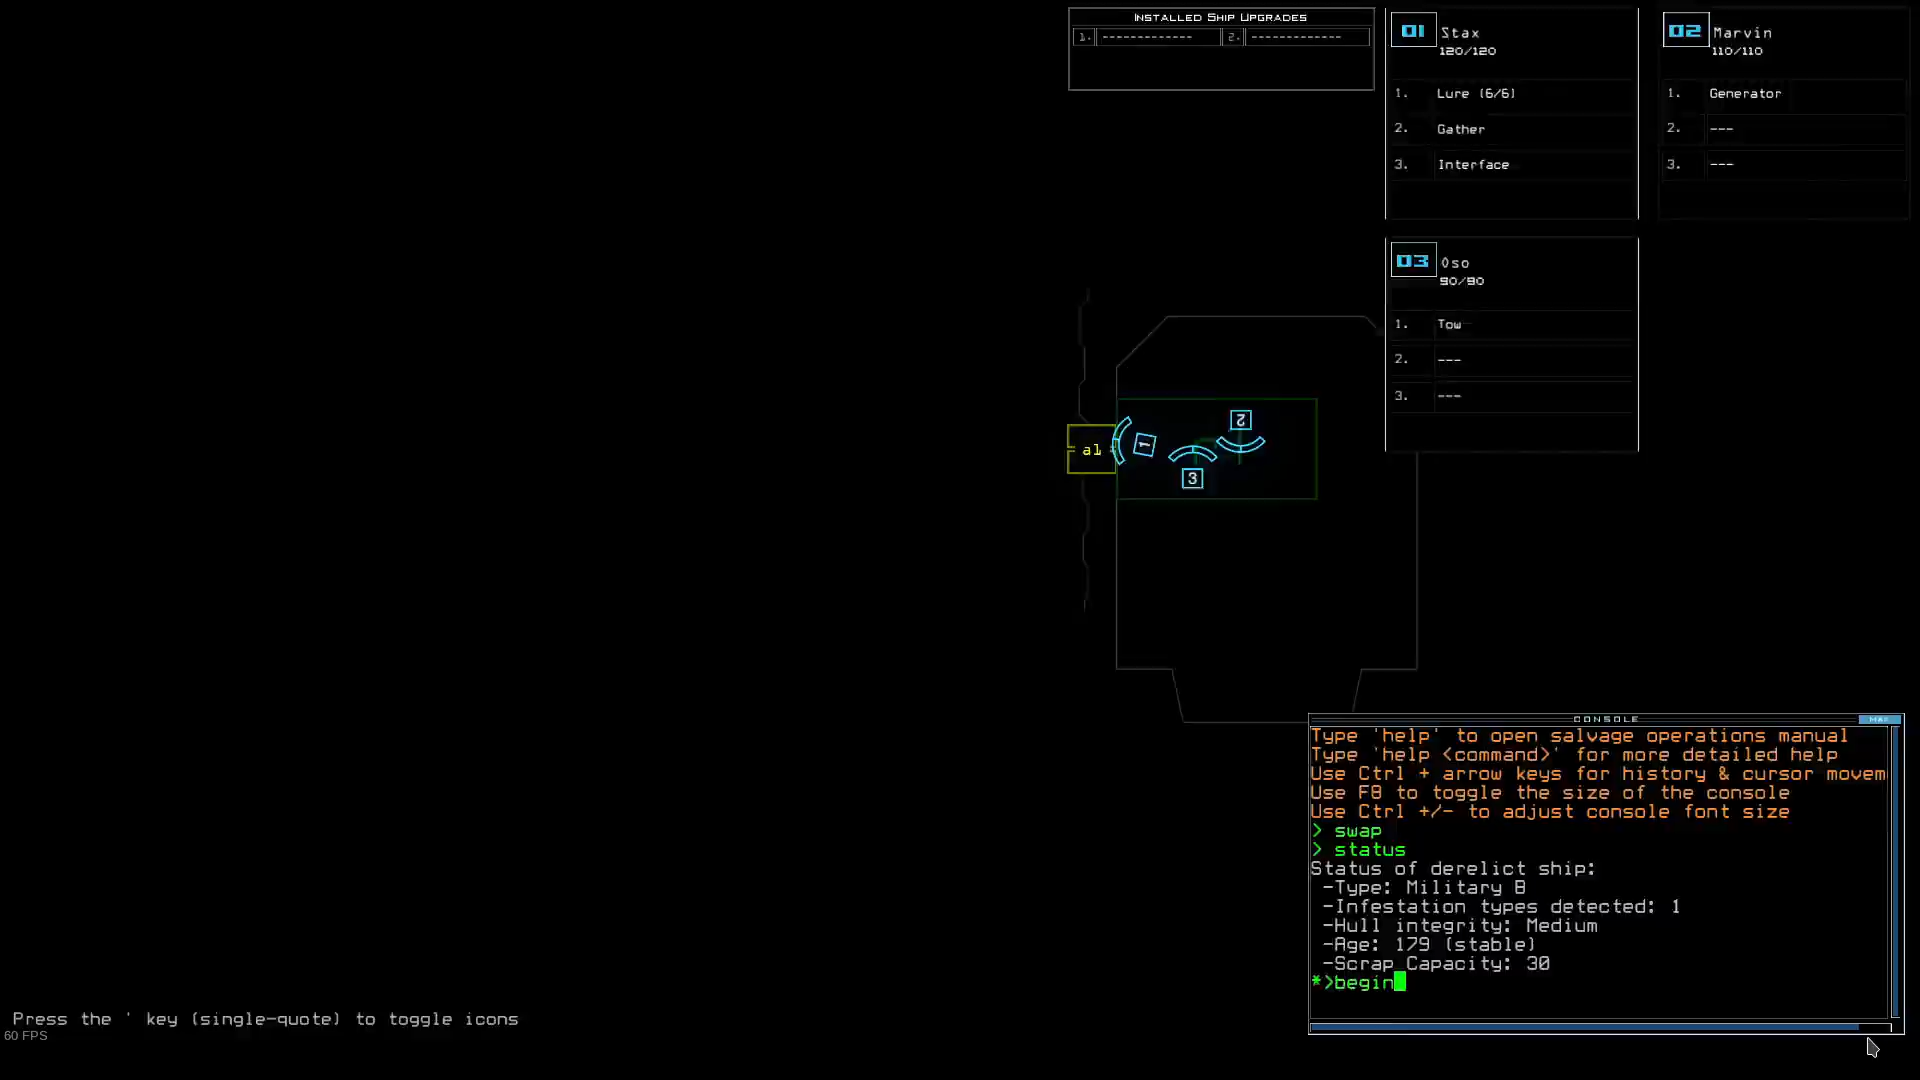 Installed Ship Upgrades
1. ------------- 2. -------------
01 Stax
120/120
1. Lure (6/6)
2. Gather
3. Interface
02 Marvin
110/110
1. Generator
2. ---
3. ---
03 Oso
90/90
1. Tow
2. ---
3. ---
a1
1
2
3
CONSOLE
Type 'help' to open salvage operations manual
Type 'help <command>' for more detailed help
Use Ctrl + arrow keys for history & cursor movem
Use F8 to toggle the size of the console
Use Ctrl +/- to adjust console font size
> swap
> status
Status of derelict ship:
-Type: Military B
-Infestation types detected: 1
-Hull integrity: Medium
-Age: 179 (stable)
-Scrap Capacity: 30
*>begin
Press the ' key (single-quote) to toggle icons
60 FPS